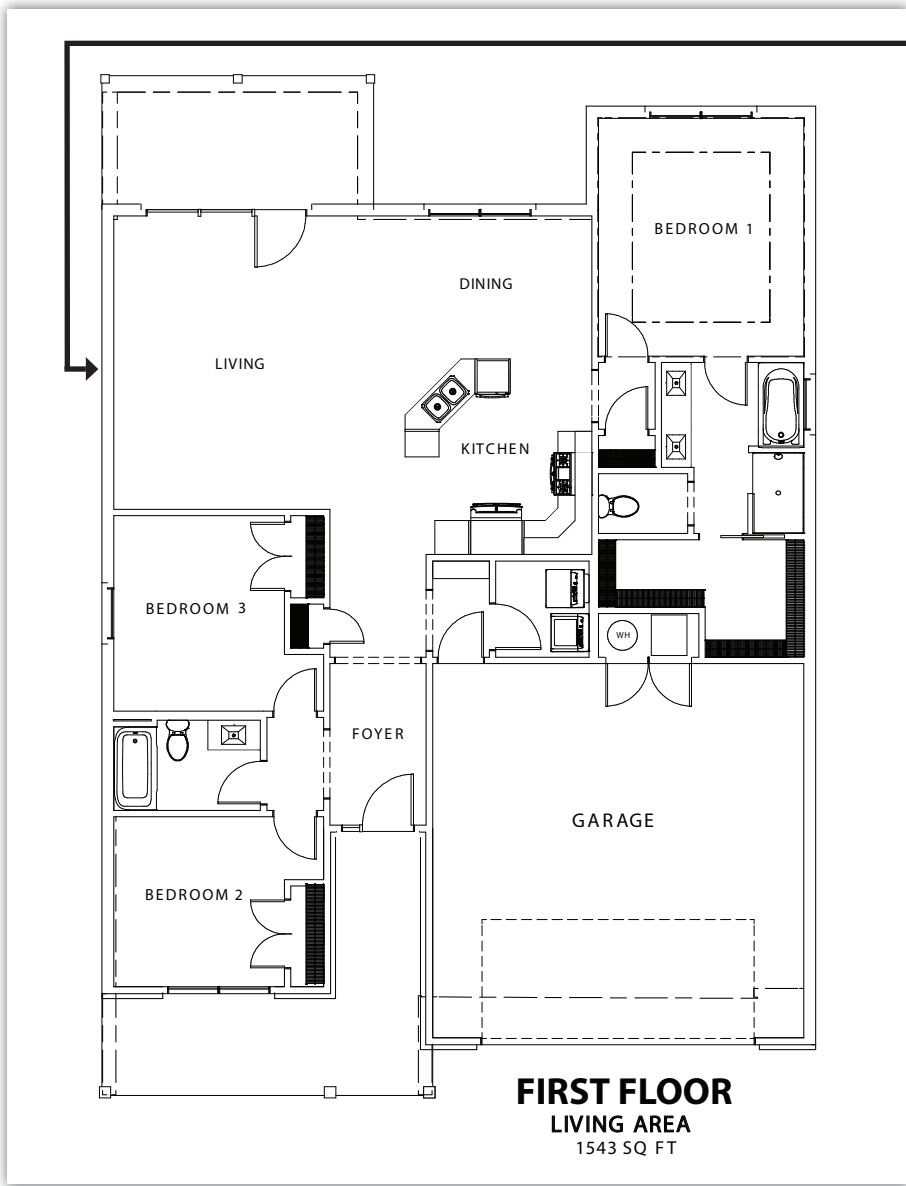 BEDROOM 1
DINING
LIVING
KITCHEN
BEDROOM 3
WH
FOYER
GARAGE
BEDROOM 2
FIRST FLOOR
LIVING AREA
1543 SQ FT